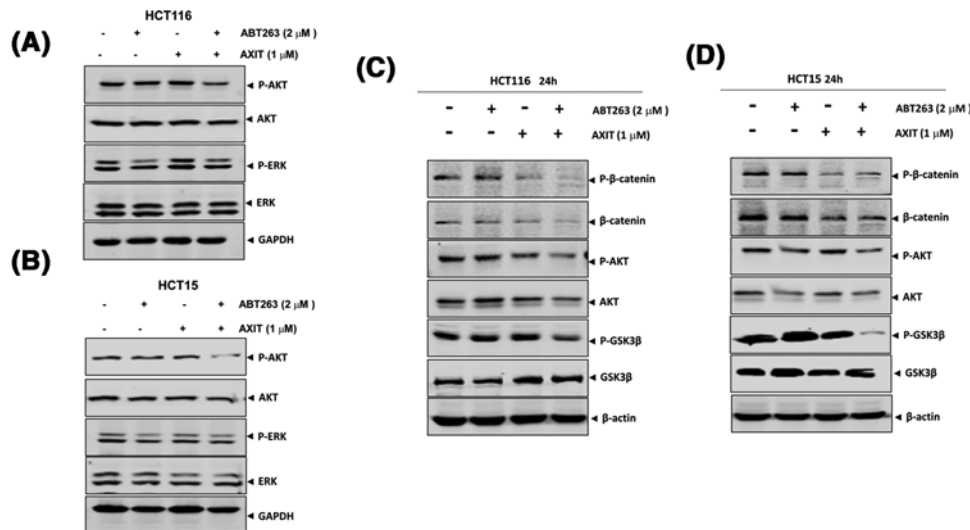 (A)
HCT116
- + - + ABT263 (2 μM )
- + + AXIT (1 μM)
P-AKT
AKT
P-ERK
ERK
GAPDH
(B)
HCT15
- + - + ABT263 (2 μM )
- + + AXIT (1 μM)
P-AKT
AKT
P-ERK
ERK
GAPDH
(C)
HCT116 24h
- + - + ABT263 (2 μM )
- - + + AXIT (1 μM)
P-β-catenin
β-catenin
P-AKT
AKT
P-GSK3β
GSK3β
β-actin
(D)
HCT15 24h
- + - + ABT263 (2 μM )
- - + + AXIT (1 μM)
P-β-catenin
β-catenin
P-AKT
AKT
P-GSK3β
GSK3β
β-actin